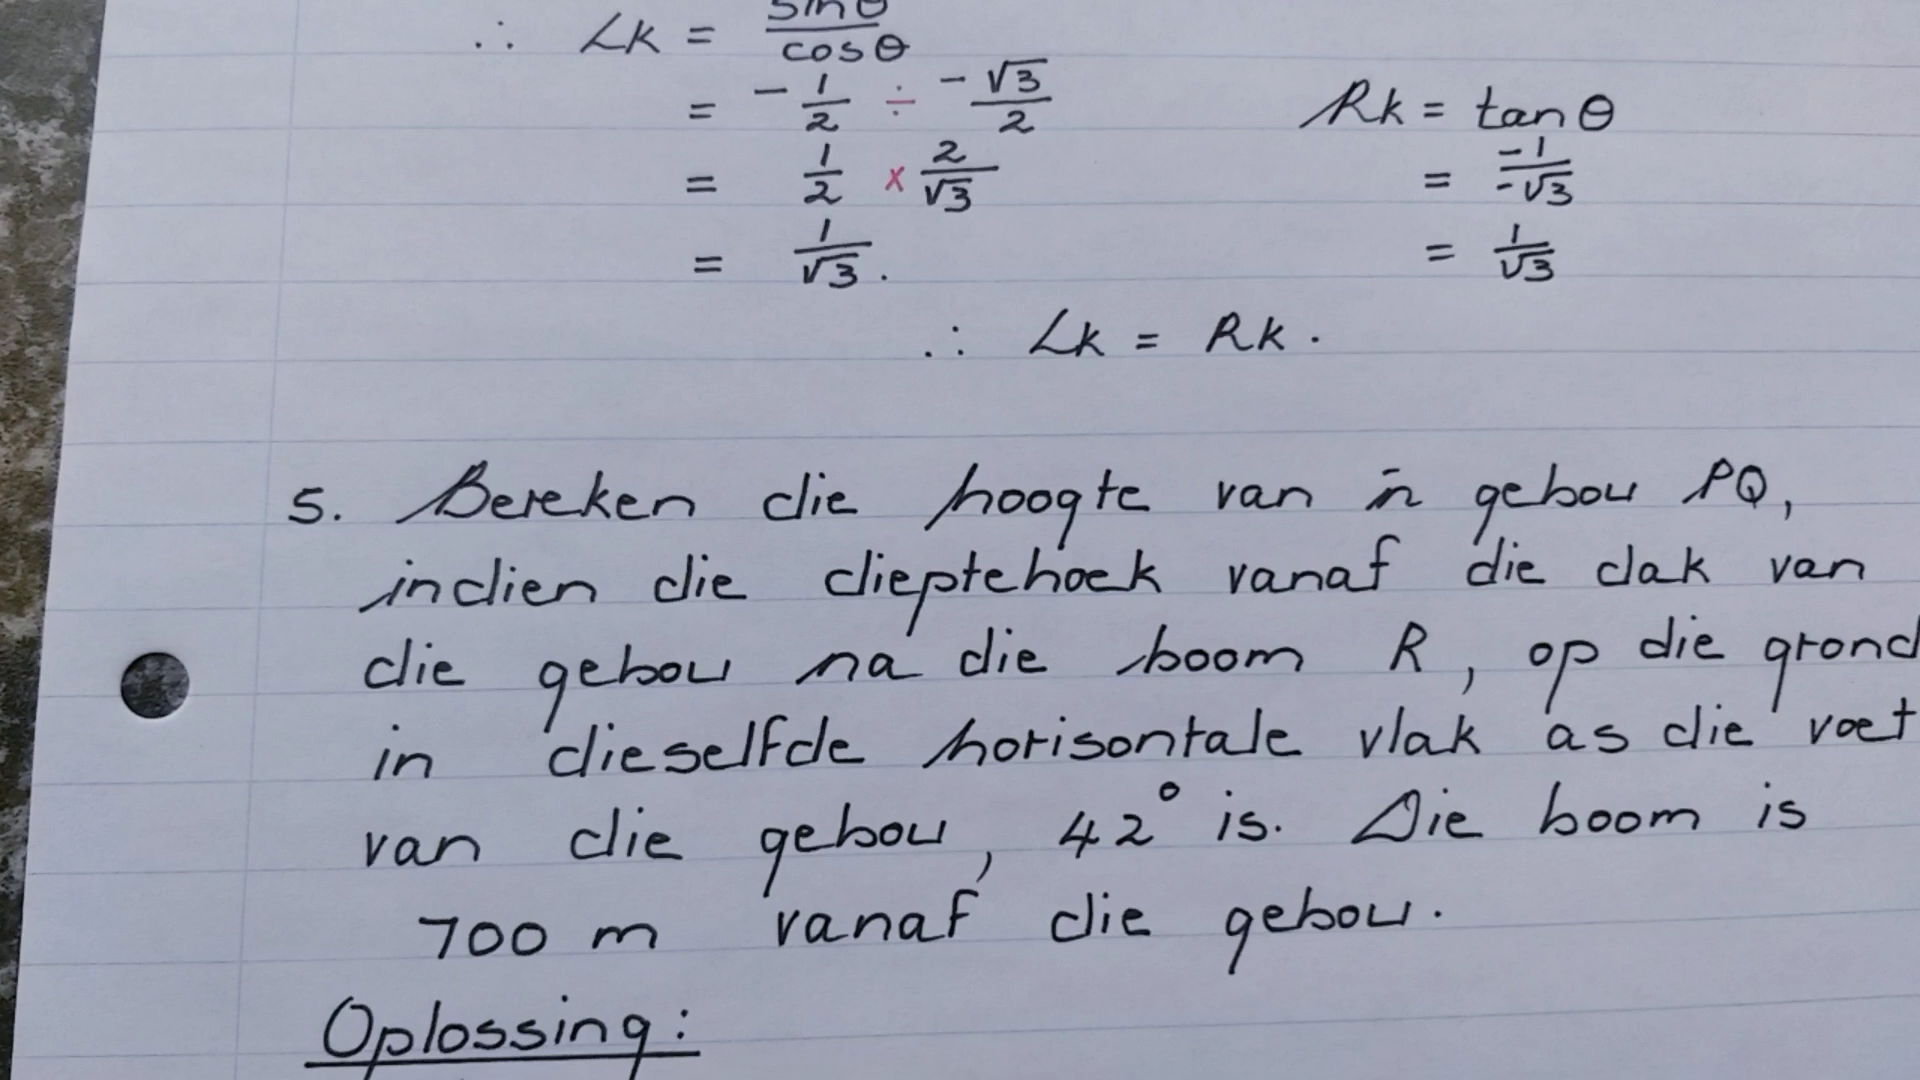 ∴ Lk = sinθ/cosθ
= -1/2 ÷ -√3/2
Rk = tanθ
= 1/2 × 2/√3
= -1/-√3
= 1/√3.
= 1/√3
∴ Lk = Rk.
5. Bereken die hoogte van 'n gebou PQ,
indien die dieptehoek vanaf die dak van
die gebou na die boom R, op die grond
in dieselfde horisontale vlak as die voet
van die gebou, 42° is. Die boom is
700 m vanaf die gebou.
Oplossing: